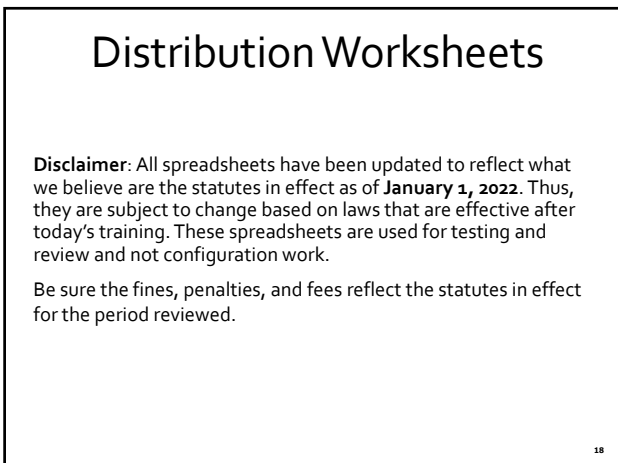 Distribution Worksheets
Disclaimer: All spreadsheets have been updated to reflect what
we believe are the statutes in effect as of January 1, 2022. Thus,
they are subject to change based on laws that are effective after
today's training. These spreadsheets are used for testing and
review and not configuration work.
Be sure the fines, penalties, and fees reflect the statutes in effect
for the period reviewed.
18